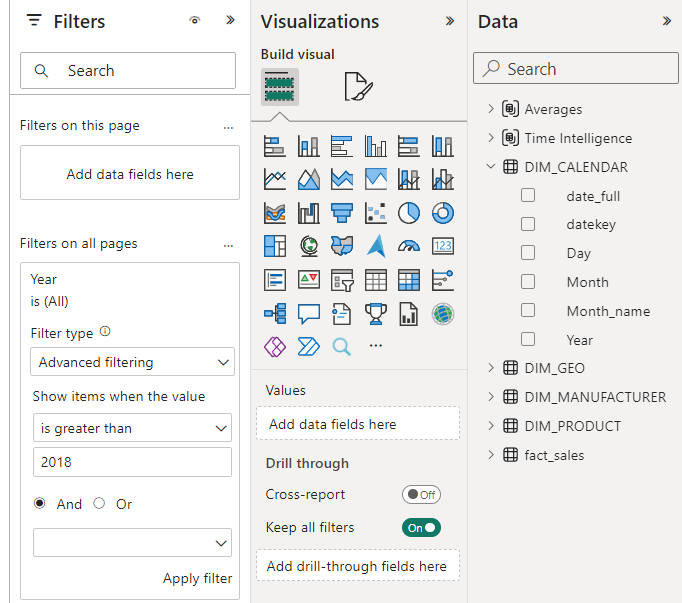 Filters
Search
Filters on this page
...
Add data fields here
Filters on all pages
...
Year
is (All)
Filter type
Advanced filtering
Show items when the value
is greater than
2018
And
Or
Apply filter
Visualizations
Build visual
123
...
Values
Add data fields here
Drill through
Cross-report
Off
Keep all filters
On
Add drill-through fields here
Data
Search
Averages
Time Intelligence
DIM_CALENDAR
date_full
datekey
Day
Month
Month_name
Year
DIM_GEO
DIM_MANUFACTURER
DIM_PRODUCT
fact_sales